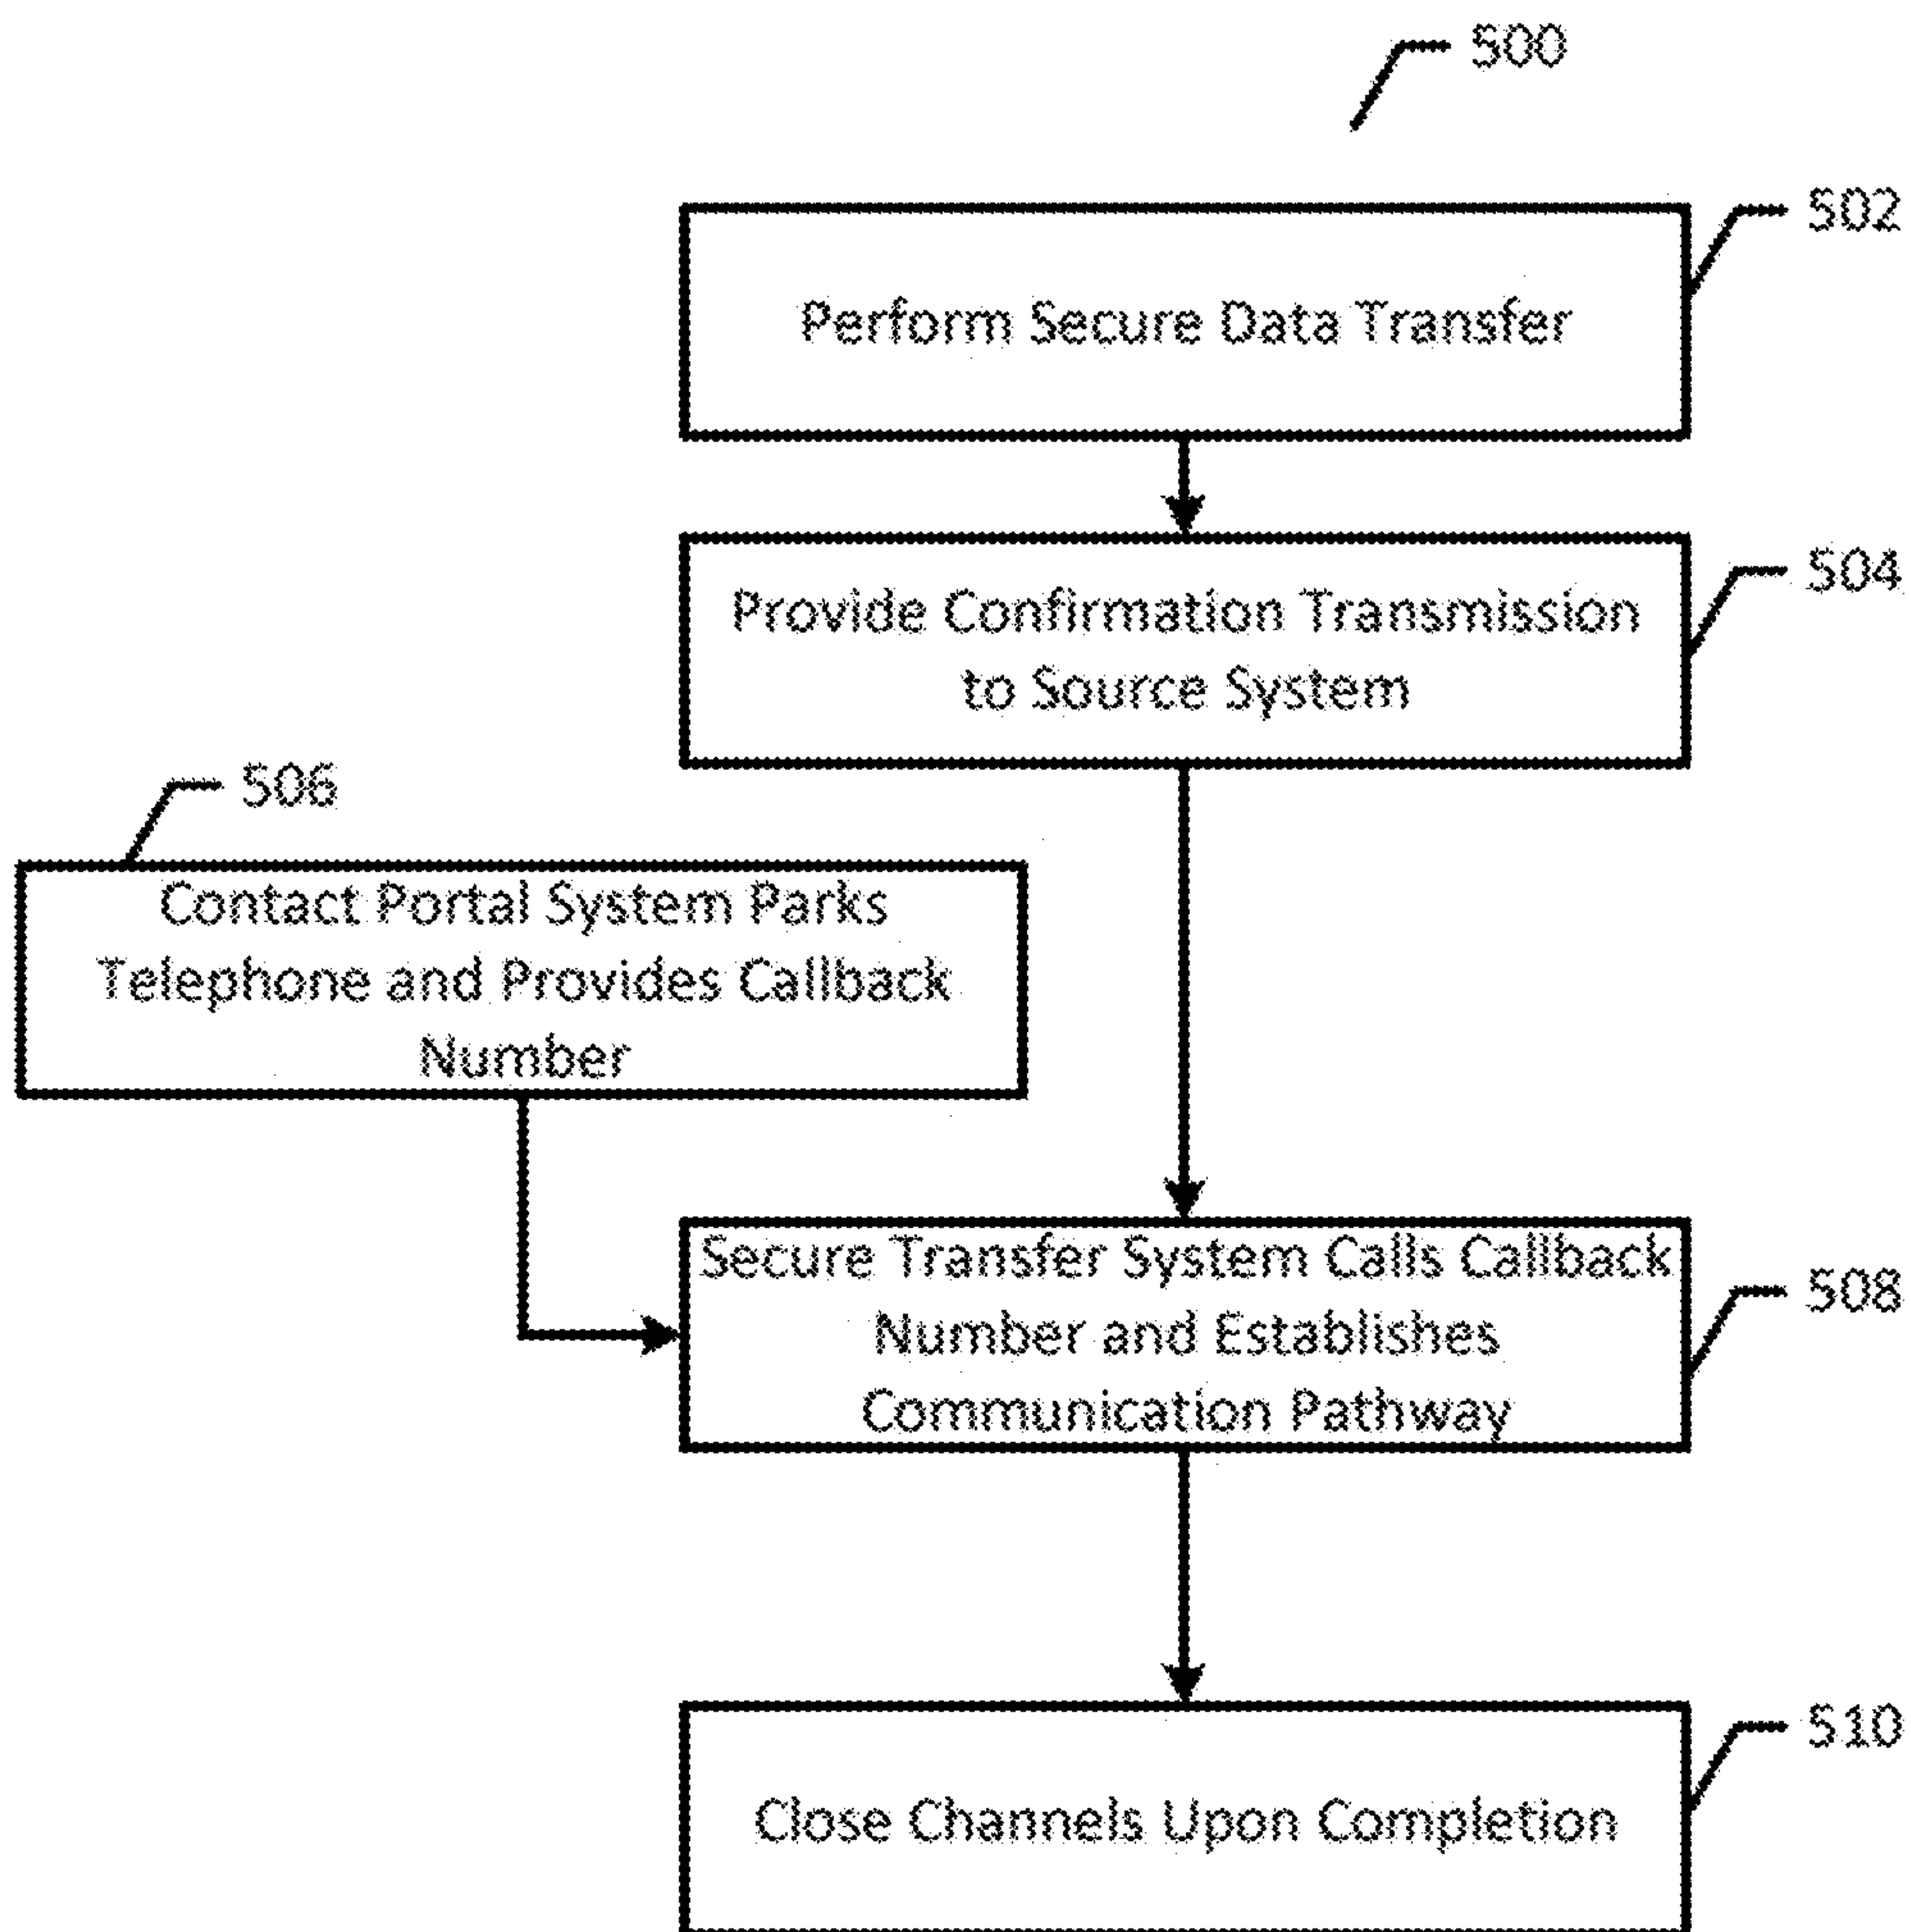 500
502
Perform Secure Data Transfer
504
Provide Confirmation Transmission
to Source System
506
Contact Portal System Parks
Telephone and Provides Callback
Number
Secure Transfer System Calls Callback
508
Number and Establishes
Communication Pathway
510
Close Channels Upon Completion